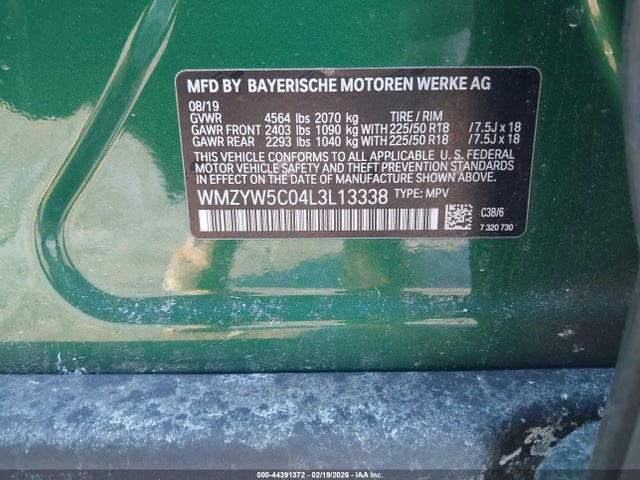 MFD BY BAYERISCHE MOTOREN WERKE AG
08/19
GVWR 4564 lbs 2070 kg TIRE / RIM
GAWR FRONT 2403 lbs 1090 kg WITH 225/50 R18 / 7.5J x 18
GAWR REAR 2293 lbs 1040 kg WITH 225/50 R18 / 7.5J x 18
THIS VEHICLE CONFORMS TO ALL APPLICABLE U.S. FEDERAL
MOTOR VEHICLE SAFETY AND THEFT PREVENTION STANDARDS
IN EFFECT ON THE DATE OF MANUFACTURE SHOWN ABOVE.
WMZYW5C04L3L13338 TYPE: MPV
C3B/6
7 320 730
000-44391372 - 02/19/2026 - IAA Inc.